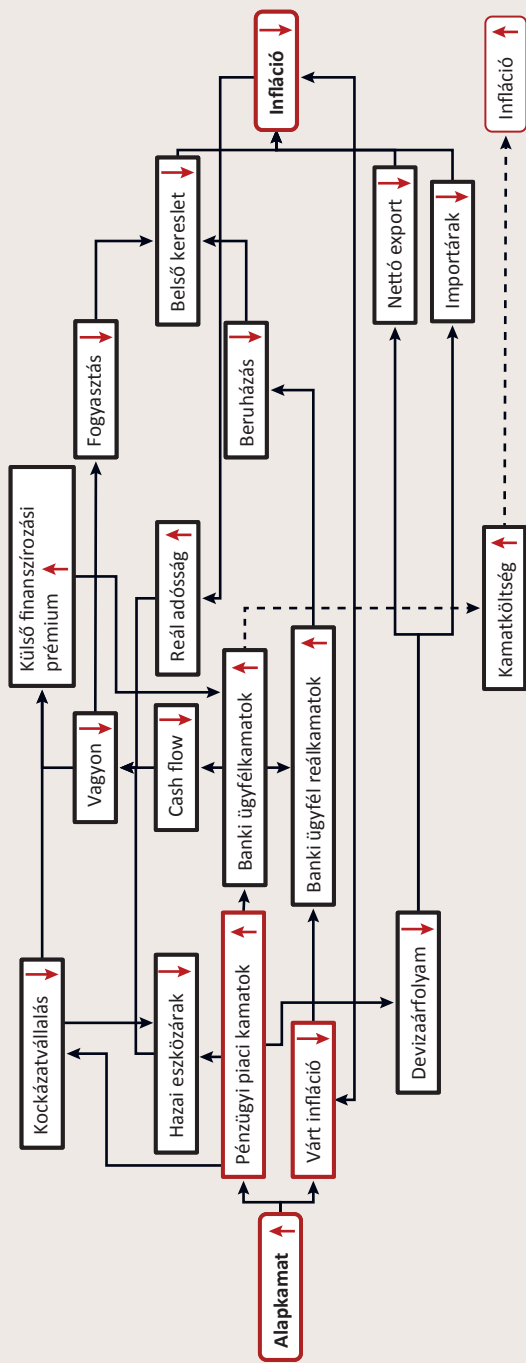 Alapkamat
Pénzügyi piaci kamatok
Várt infláció
Kockázatvállalás
Hazai eszközárak
Devizaárfolyam
Külső finanszírozási
prémium
Vagyon
Cash flow
Banki ügyfélkamatok
Banki ügyfél reálkamatok
Reál adósság
Kamatköltség
Fogyasztás
Beruházás
Belső kereslet
Nettó export
Importárak
Infláció
Infláció